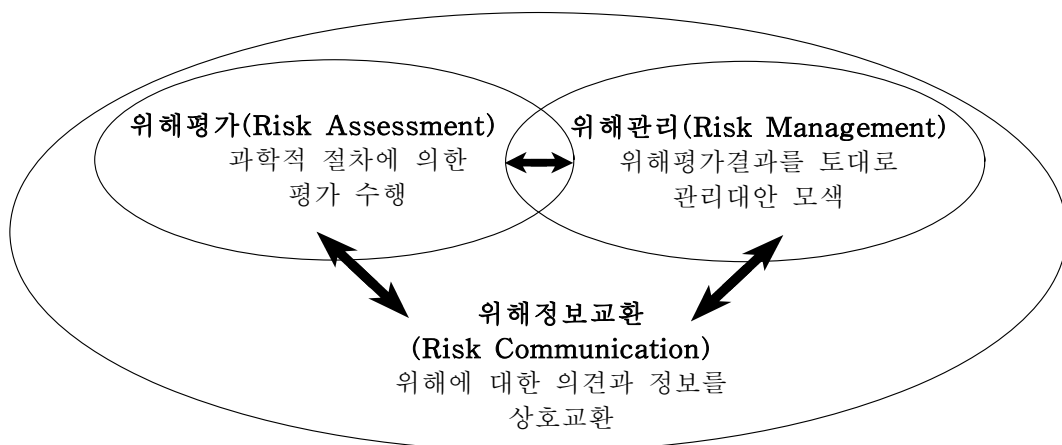 위해평가(Risk Assessment)
과학적 절차에 의한
평가 수행
위해관리(Risk Management)
위해평가결과를 토대로
관리대안 모색
위해정보교환
(Risk Communication)
위해에 대한 의견과 정보를
상호교환